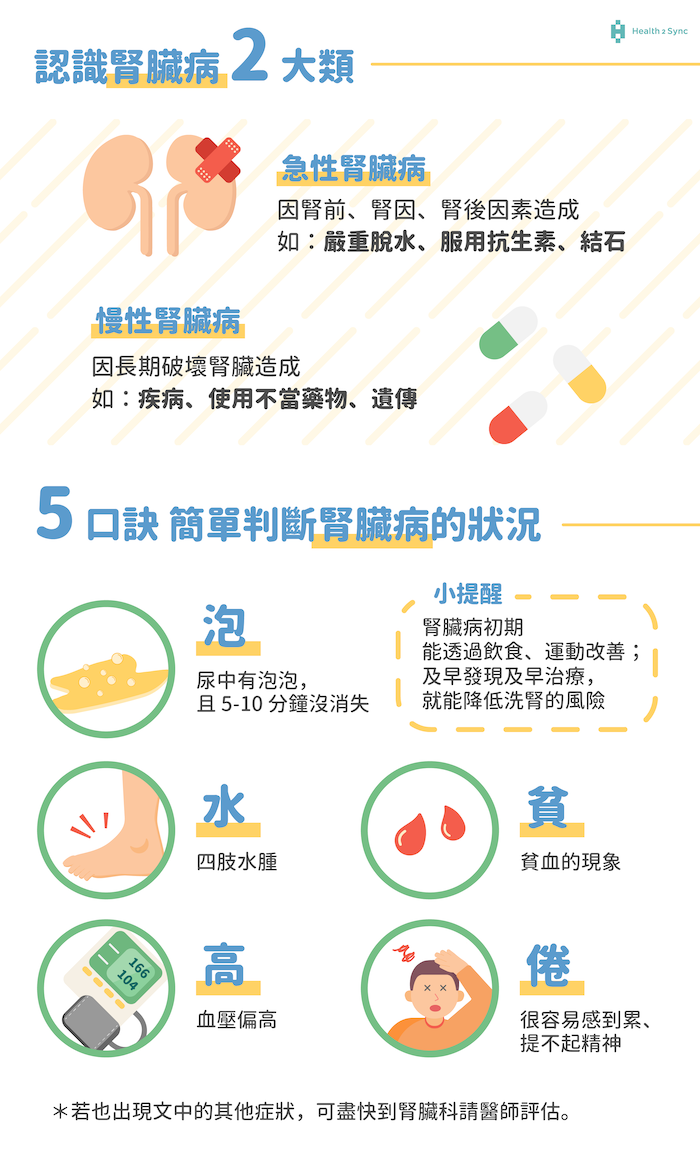 Health2Sync
認識腎臟病2大類
急性腎臟病
因腎前、腎因、腎後因素造成
如：嚴重脫水、服用抗生素、結石
慢性腎臟病
因長期破壞腎臟造成
如：疾病、使用不當藥物、遺傳
5口訣 簡單判斷腎臟病的狀況
泡
尿中有泡泡，
且 5-10 分鐘沒消失
小提醒
腎臟病初期
能透過飲食、運動改善；
及早發現及早治療，
就能降低洗腎的風險
水
四肢水腫
貧
貧血的現象
166
104
高
血壓偏高
倦
很容易感到累、
提不起精神
＊若也出現文中的其他症狀，可盡快到腎臟科請醫師評估。